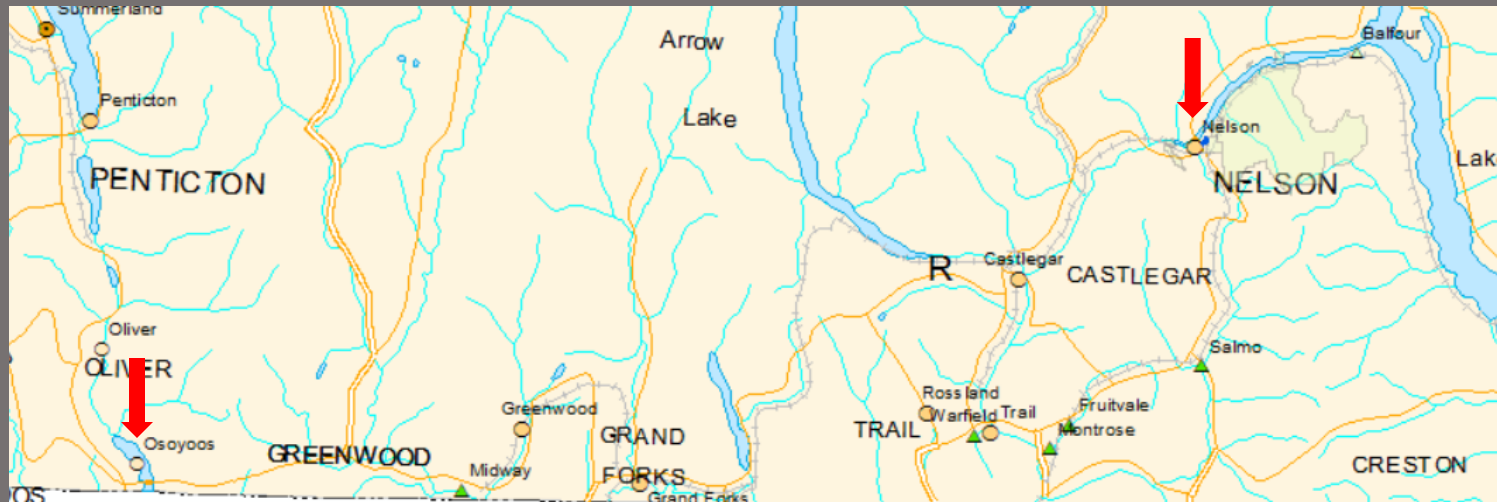 Summerland
Arrow
Balfour
Penticton
Lake
Nelson
Lak
PENTICTON
NELSON
R
Castlegar
CASTLEGAR
Oliver
OLIVER
Salmo
Rossland
Greenwood
Warfield
Trail
Fruitvale
GRAND
TRAIL
Montrose
Osoyoos
GREENWOOD
Midway
FORKS
CRESTON
Grand Forks
OS